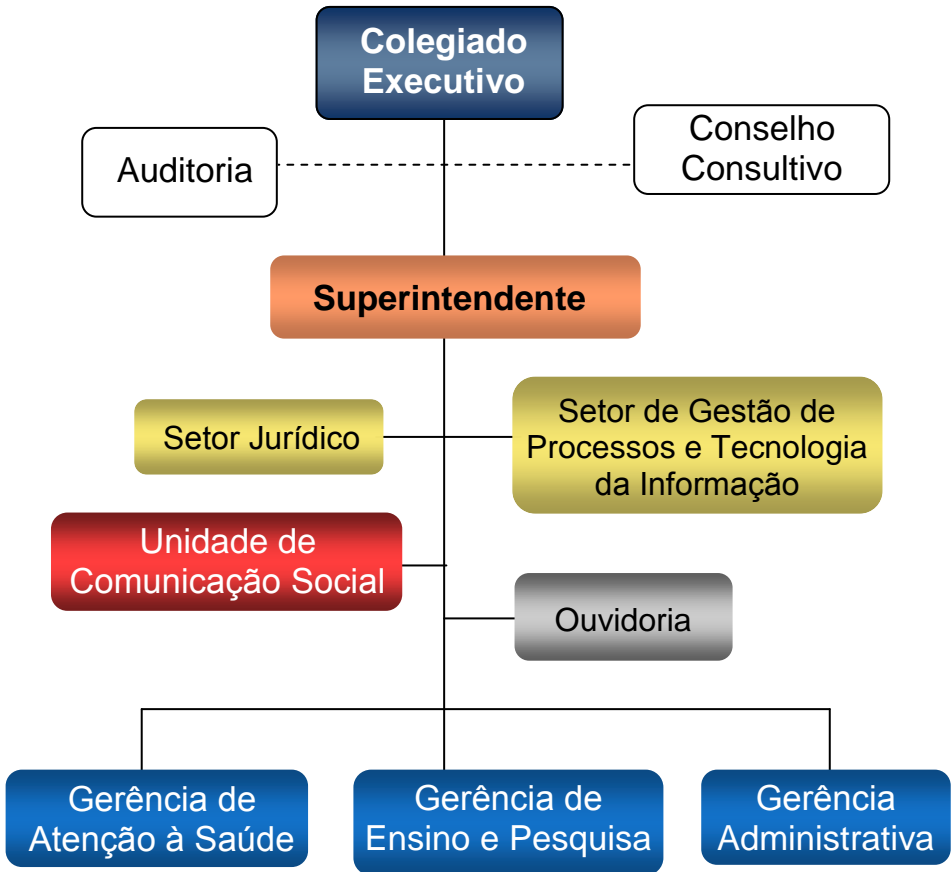 Colegiado
Executivo
Auditoria
Conselho
Consultivo
Superintendente
Setor Jurídico
Setor de Gestão de
Processos e Tecnologia
da Informação
Unidade de
Comunicação Social
Ouvidoria
Gerência de
Atenção à Saúde
Gerência de
Ensino e Pesquisa
Gerência
Administrativa